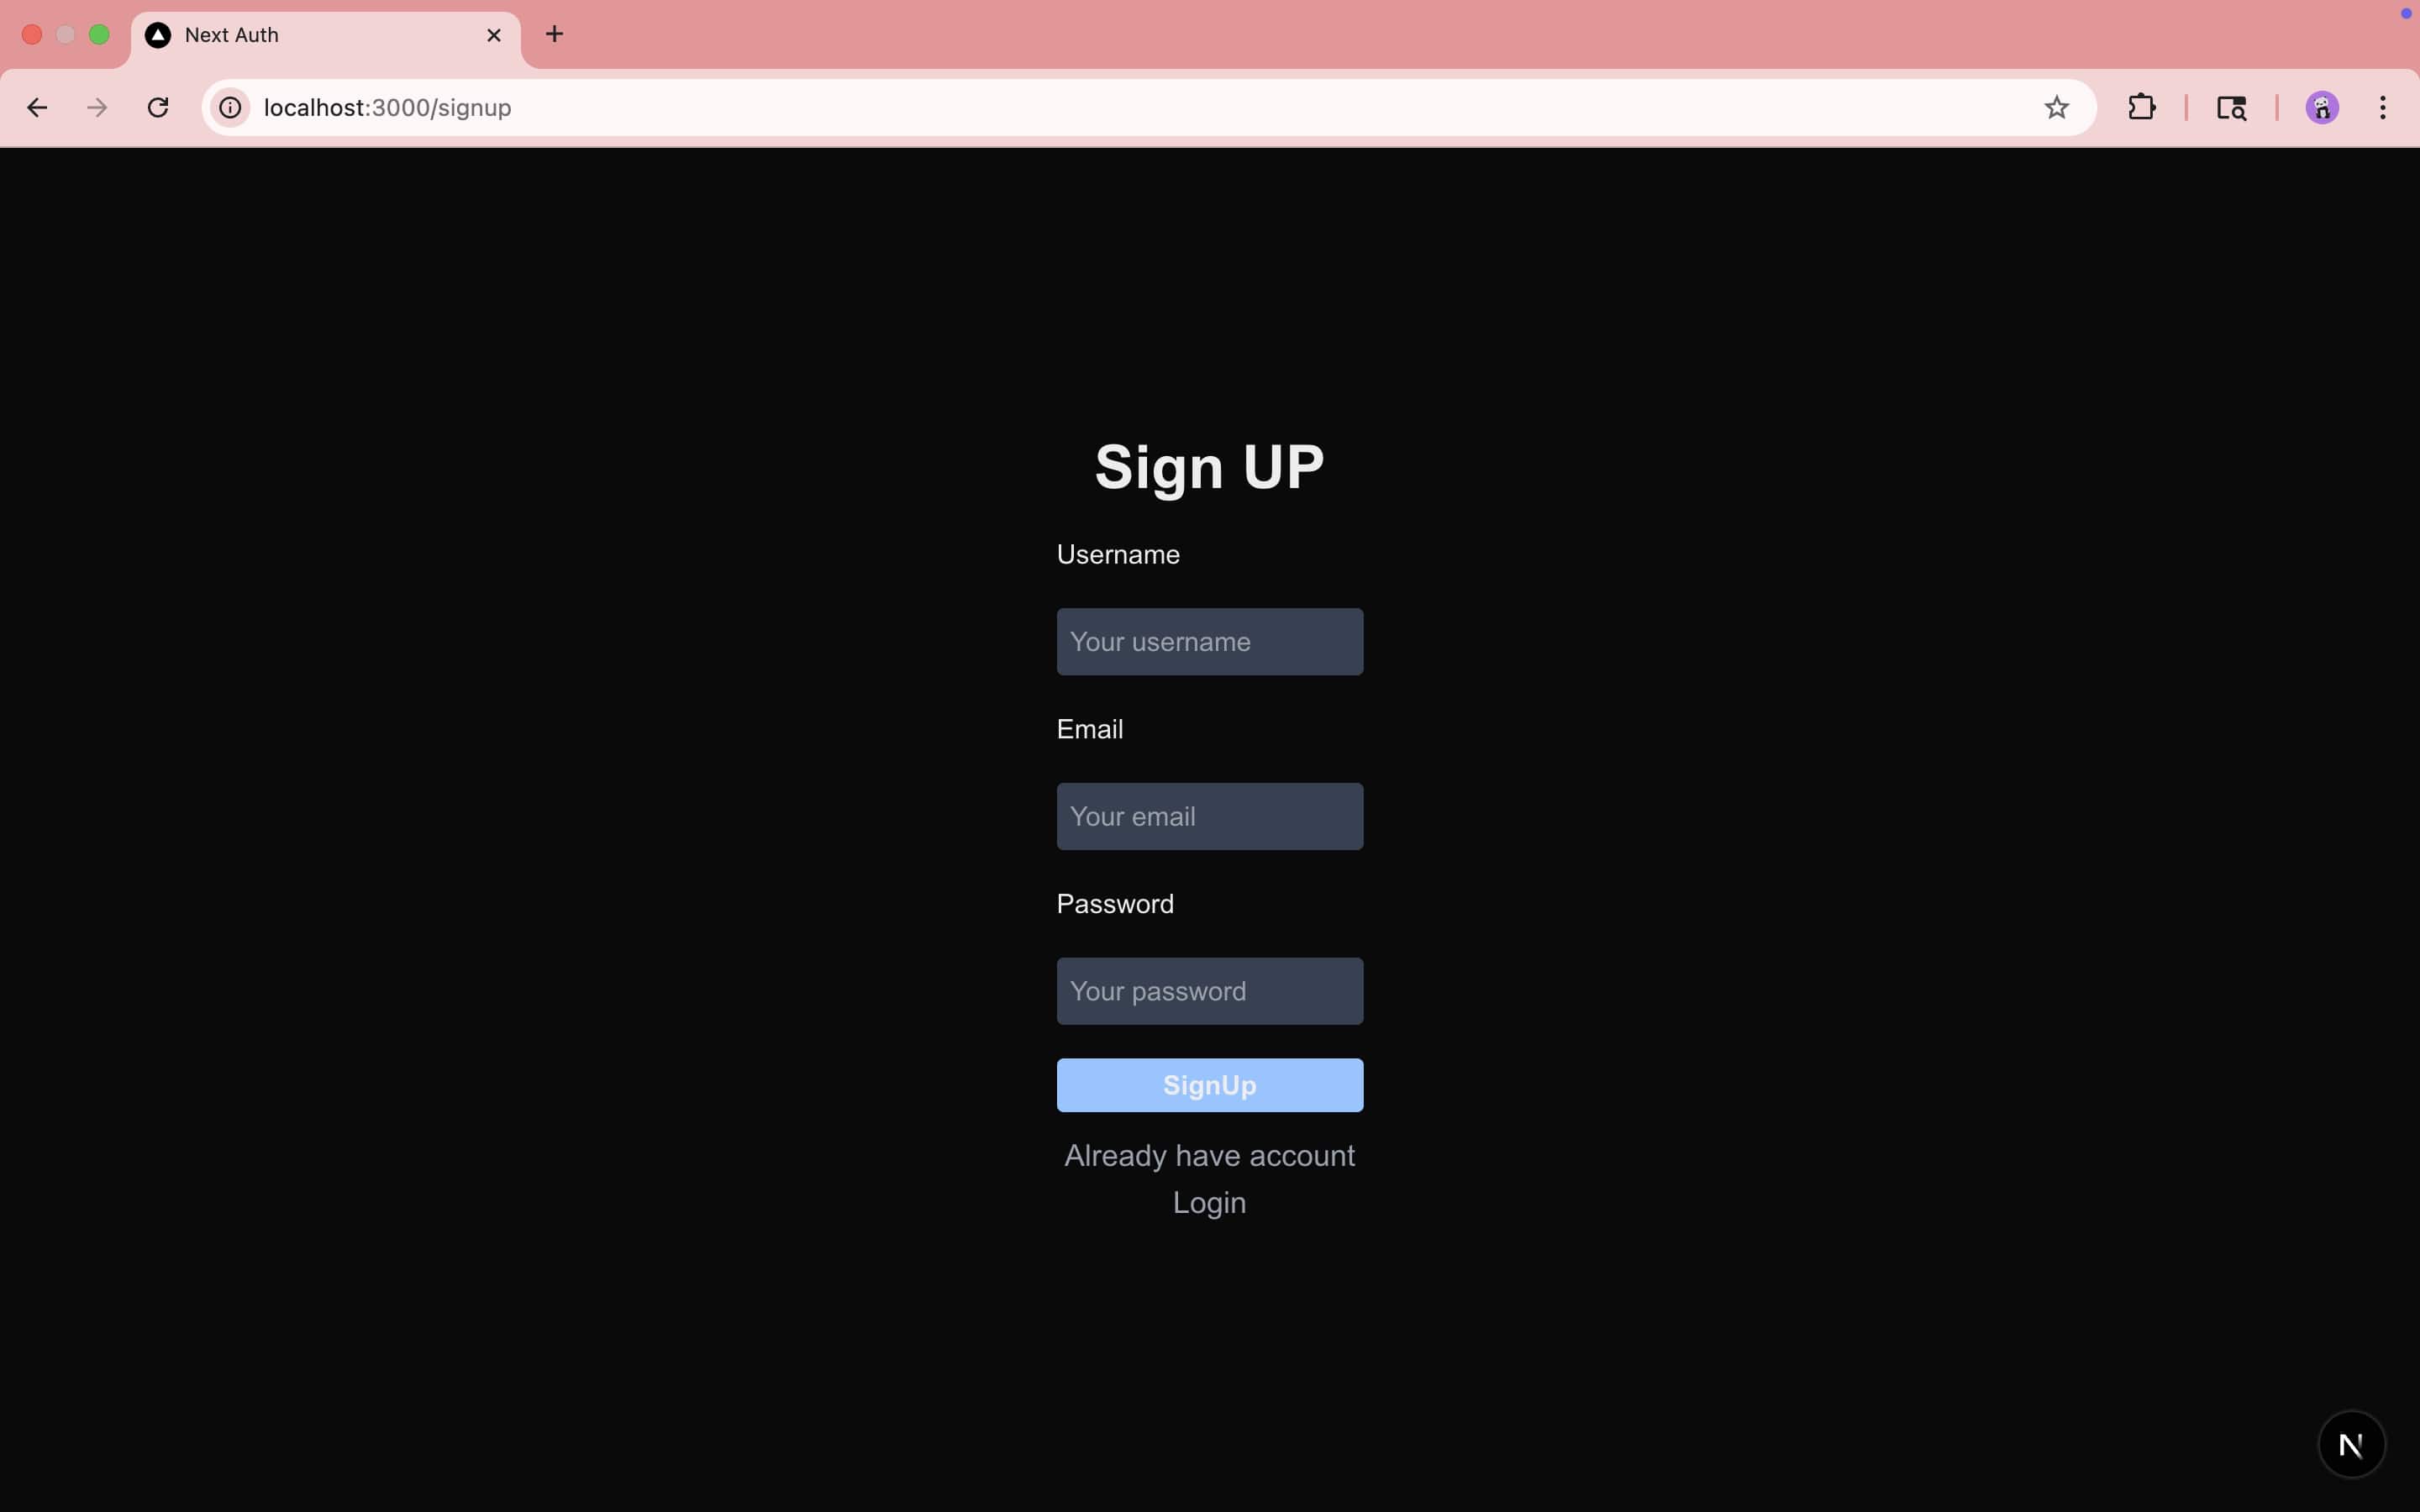 Next Auth
localhost:3000/signup
Sign UP
Username
Your username
Email
Your email
Password
Your password
SignUp
Already have account
Login
N